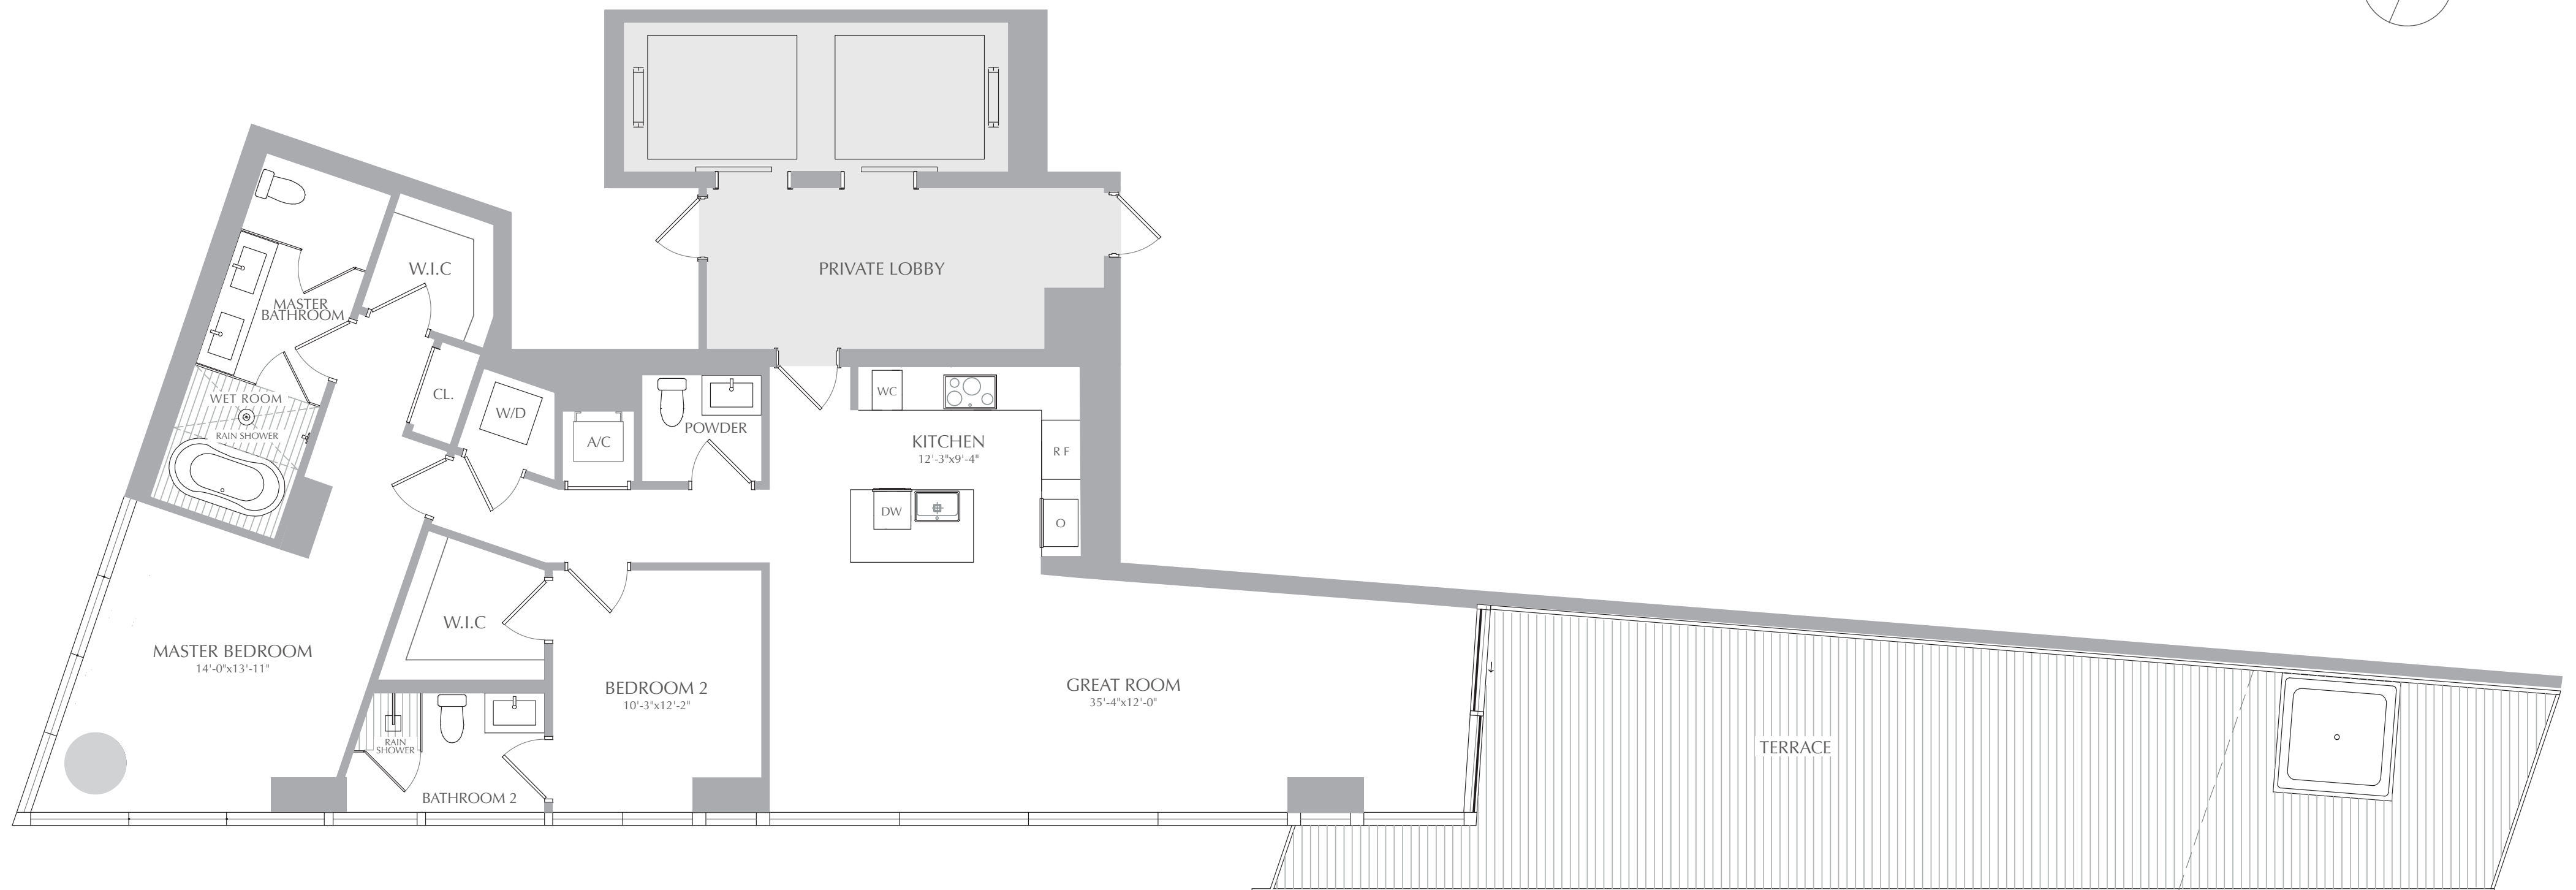 W.I.C
PRIVATE LOBBY
MASTER
BATHROOM
CL.
WC
WET ROOM
W/D
POWDER
RAIN SHOWER
A/C
KITCHEN
12'-3"x9'-4"
R F
DW
O
W.I.C
MASTER BEDROOM
14'-0"x13'-11"
BEDROOM 2
10'-3"x12'-2"
GREAT ROOM
35'-4"x12'-0"
RAIN
SHOWER
TERRACE
BATHROOM 2